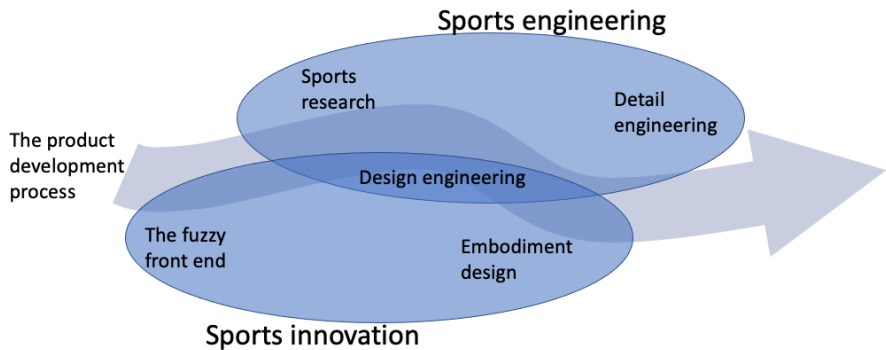 Sports engineering
Sports
research
Detail
engineering
The product
development
process
Design engineering
The fuzzy
front end
Embodiment
design
Sports innovation